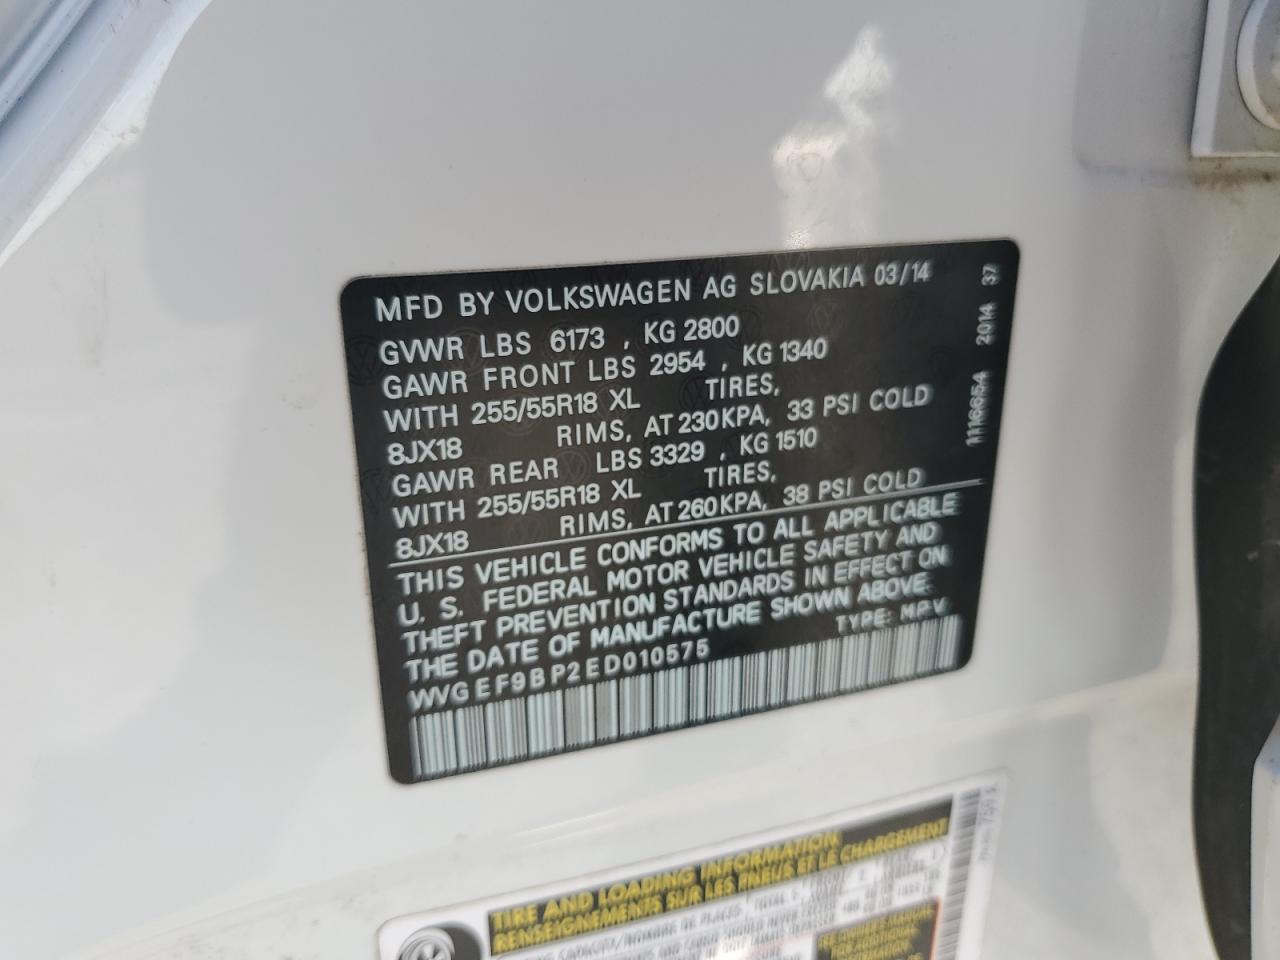 MFD BY VOLKSWAGEN AG SLOVAKIA 03/14
GVWR LBS 6173 , KG 2800
GAWR FRONT LBS 2954 , KG 1340
WITH 255/55R18 XL TIRES,
8JX18 RIMS, AT 230KPA, 33 PSI COLD
GAWR REAR LBS 3329 , KG 1510
WITH 255/55R18 XL TIRES,
8JX18 RIMS, AT 260KPA, 38 PSI COLD
THIS VEHICLE CONFORMS TO ALL APPLICABLE
U. S. FEDERAL MOTOR VEHICLE SAFETY AND
THEFT PREVENTION STANDARDS IN EFFECT ON
THE DATE OF MANUFACTURE SHOWN ABOVE.
WVGEF9BP2ED010575 TYPE: MPV
1116654 2014 37
TIRE AND LOADING INFORMATION
RENSEIGNEMENTS SUR LES PNEUS ET LE CHARGEMENT